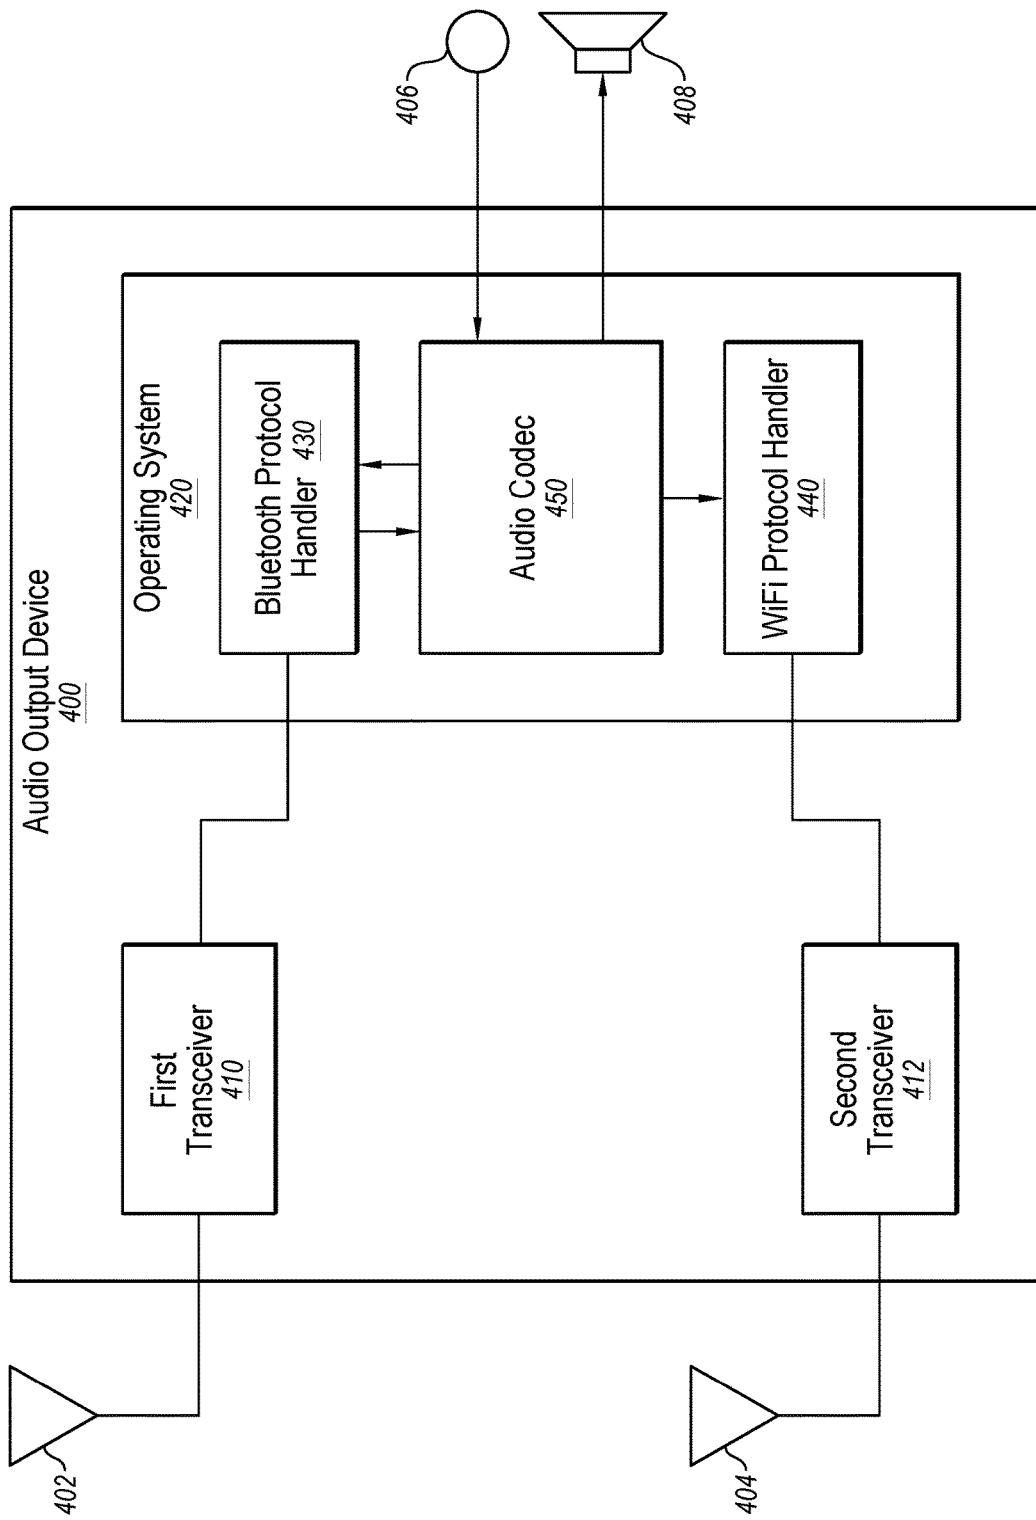 Audio Output Device
400
402
First
Transceiver
410
Operating System
420
Bluetooth Protocol
Handler 430
406
Audio Codec
450
408
404
Second
Transceiver
412
WiFi Protocol Handler
440